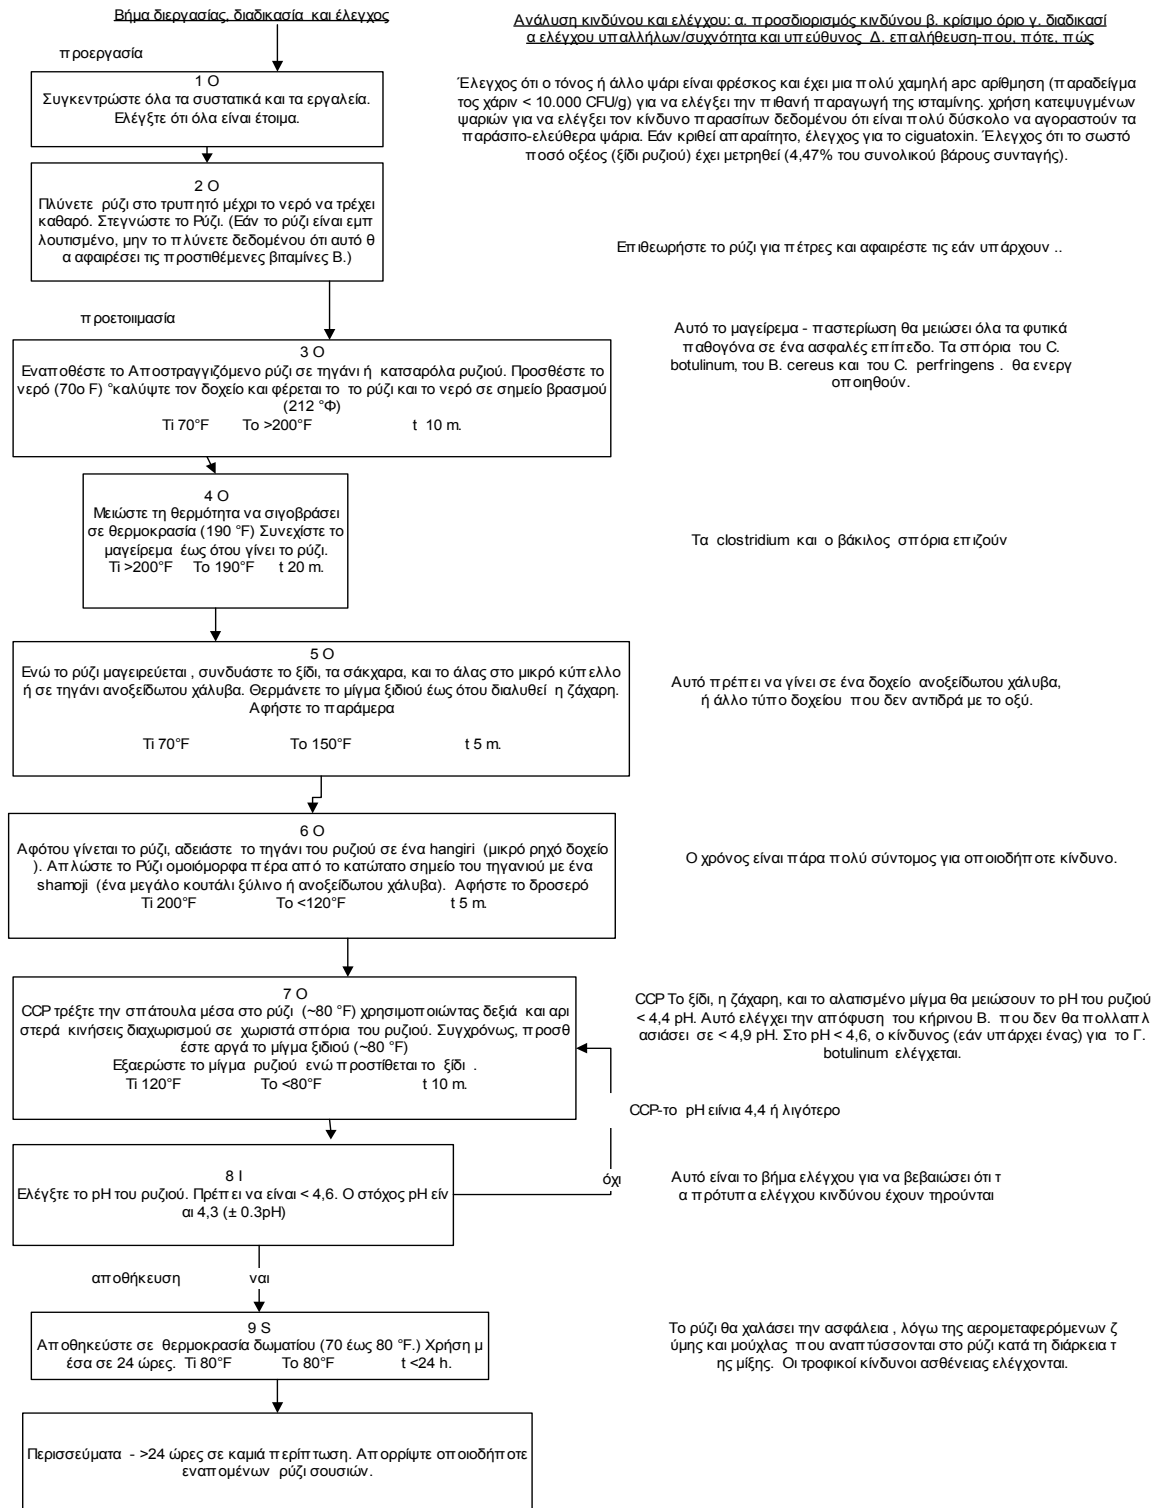 Βήμα διεργασίας, διαδικασία και έλεγχος
Ανάλυση κινδύνου και ελέγχου: α. προσδιορισμός κινδύνου β. κρίσιμο όριο γ. διαδικασί
α ελέγχου υπαλλήλων/συχνότητα και υπεύθυνος Δ. επαλήθευση-που, πότε, πώς
προεργασία
1 O
Συγκεντρώστε όλα τα συστατικά και τα εργαλεία.
Ελέγξτε ότι όλα είναι έτοιμα.
Έλεγχος ότι ο τόνος ή άλλο ψάρι είναι φρέσκος και έχει μια πολύ χαμηλή apc αρίθμηση (παραδείγμα
τος χάριν < 10.000 CFU/g) για να ελέγξει την πιθανή παραγωγή της ισταμίνης. χρήση κατεψυγμένων
ψαριών για να ελέγξει τον κίνδυνο παρασίτων δεδομένου ότι είναι πολύ δύσκολο να αγοραστούν τα
παράσιτο-ελεύθερα ψάρια. Εάν κριθεί απαραίτητο, έλεγχος για το ciguatoxin. Έλεγχος ότι το σωστό
ποσό οξέος (ξίδι ρυζιού) έχει μετρηθεί (4,47% του συνολικού βάρους συνταγής).
2 O
Πλύνετε ρύζι στο τρυπητό μέχρι το νερό να τρέχει
καθαρό. Στεγνώστε το Ρύζι. (Εάν το ρύζι είναι εμπ
λουτισμένο, μην το πλύνετε δεδομένου ότι αυτό θ
α αφαιρέσει τις προστιθέμενες βιταμίνες B.)
Επιθεωρήστε το ρύζι για πέτρες και αφαιρέστε τις εάν υπάρχουν ..
προετοιμασία
3 O
Εναποθέστε το Αποστραγγιζόμενο ρύζι σε τηγάνι ή κατσαρόλα ρυζιού. Προσθέστε το
νερό (70o F) °καλύψτε τον δοχείο και φέρεται το το ρύζι και το νερό σε σημείο βρασμού
(212 °Φ)
Ti 70°F To >200°F t 10 m.
Αυτό το μαγείρεμα - παστερίωση θα μειώσει όλα τα φυτικά
παθογόνα σε ένα ασφαλές επίπεδο. Τα σπόρια του C.
botulinum, του B. cereus και του C. perfringens . θα ενεργ
οποιηθούν.
4 O
Μειώστε τη θερμότητα να σιγοβράσει
σε θερμοκρασία (190 °F) Συνεχίστε το
μαγείρεμα έως ότου γίνει το ρύζι.
Ti >200°F To 190°F t 20 m.
Τα clostridium και ο βάκιλος σπόρια επιζούν
5 O
Ενώ το ρύζι μαγειρεύεται , συνδυάστε το ξίδι, τα σάκχαρα, και το άλας στο μικρό κύπελλο
ή σε τηγάνι ανοξείδωτου χάλυβα. Θερμάνετε το μίγμα ξιδιού έως ότου διαλυθεί η ζάχαρη.
Αφήστε το παράμερα
Ti 70°F To 150°F t 5 m.
Αυτό πρέπει να γίνει σε ένα δοχείο ανοξείδωτου χάλυβα,
ή άλλο τύπο δοχείου που δεν αντιδρά με το οξύ.
6 O
Αφότου γίνεται το ρύζι, αδειάστε το τηγάνι του ρυζιού σε ένα hangiri (μικρό ρηχό δοχείο
). Απλώστε το Ρύζι ομοιόμορφα πέρα από το κατώτατο σημείο του τηγανιού με ένα
shamoji (ένα μεγάλο κουτάλι ξύλινο ή ανοξείδωτου χάλυβα). Αφήστε το δροσερό
Ti 200°F To <120°F t 5 m.
Ο χρόνος είναι πάρα πολύ σύντομος για οποιοδήποτε κίνδυνο.
7 O
CCP τρέξτε την σπάτουλα μέσα στο ρύζι (~80 °F) χρησιμοποιώντας δεξιά και αρι
στερά κινήσεις διαχωρισμού σε χωριστά σπόρια του ρυζιού. Συγχρόνως, προσθ
έστε αργά το μίγμα ξιδιού (~80 °F)
Εξαερώστε το μίγμα ρυζιού ενώ προστίθεται το ξίδι .
Ti 120°F To <80°F t 10 m.
CCP Το ξίδι, η ζάχαρη, και το αλατισμένο μίγμα θα μειώσουν το pH του ρυζιού
< 4,4 pH. Αυτό ελέγχει την απόφυση του κήρινου B. που δεν θα πολλαπλ
ασιάσει σε < 4,9 pH. Στο pH < 4,6, ο κίνδυνος (εάν υπάρχει ένας) για το Γ.
botulinum ελέγχεται.
CCP-το pH ειίνια 4,4 ή λιγότερο
8 I
Ελέγξτε το pH του ρυζιού. Πρέπει να είναι < 4,6. Ο στόχος pH είν
αι 4,3 (± 0.3pH)
όχι
Αυτό είναι το βήμα ελέγχου για να βεβαιώσει ότι τ
α πρότυπα ελέγχου κινδύνου έχουν τηρούνται
αποθήκευση ναι
9 S
Αποθηκεύστε σε θερμοκρασία δωματίου (70 έως 80 °F.) Χρήση μ
έσα σε 24 ώρες. Ti 80°F To 80°F t <24 h.
Το ρύζι θα χαλάσει την ασφάλεια , λόγω της αερομεταφερόμενων ζ
ύμης και μούχλας που αναπτύσσονται στο ρύζι κατά τη διάρκεια τ
ης μίξης. Οι τροφικοί κίνδυνοι ασθένειας ελέγχονται.
Περισσεύματα - >24 ώρες σε καμιά περίπτωση. Απορρίψτε οποιοδήποτε
εναπομένων ρύζι σουσιών.